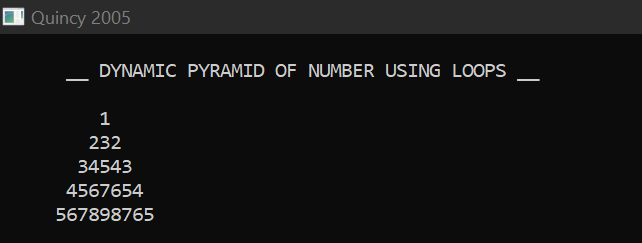 Quincy 2005
__ DYNAMIC PYRAMID OF NUMBER USING LOOPS __
1
232
34543
4567654
567898765